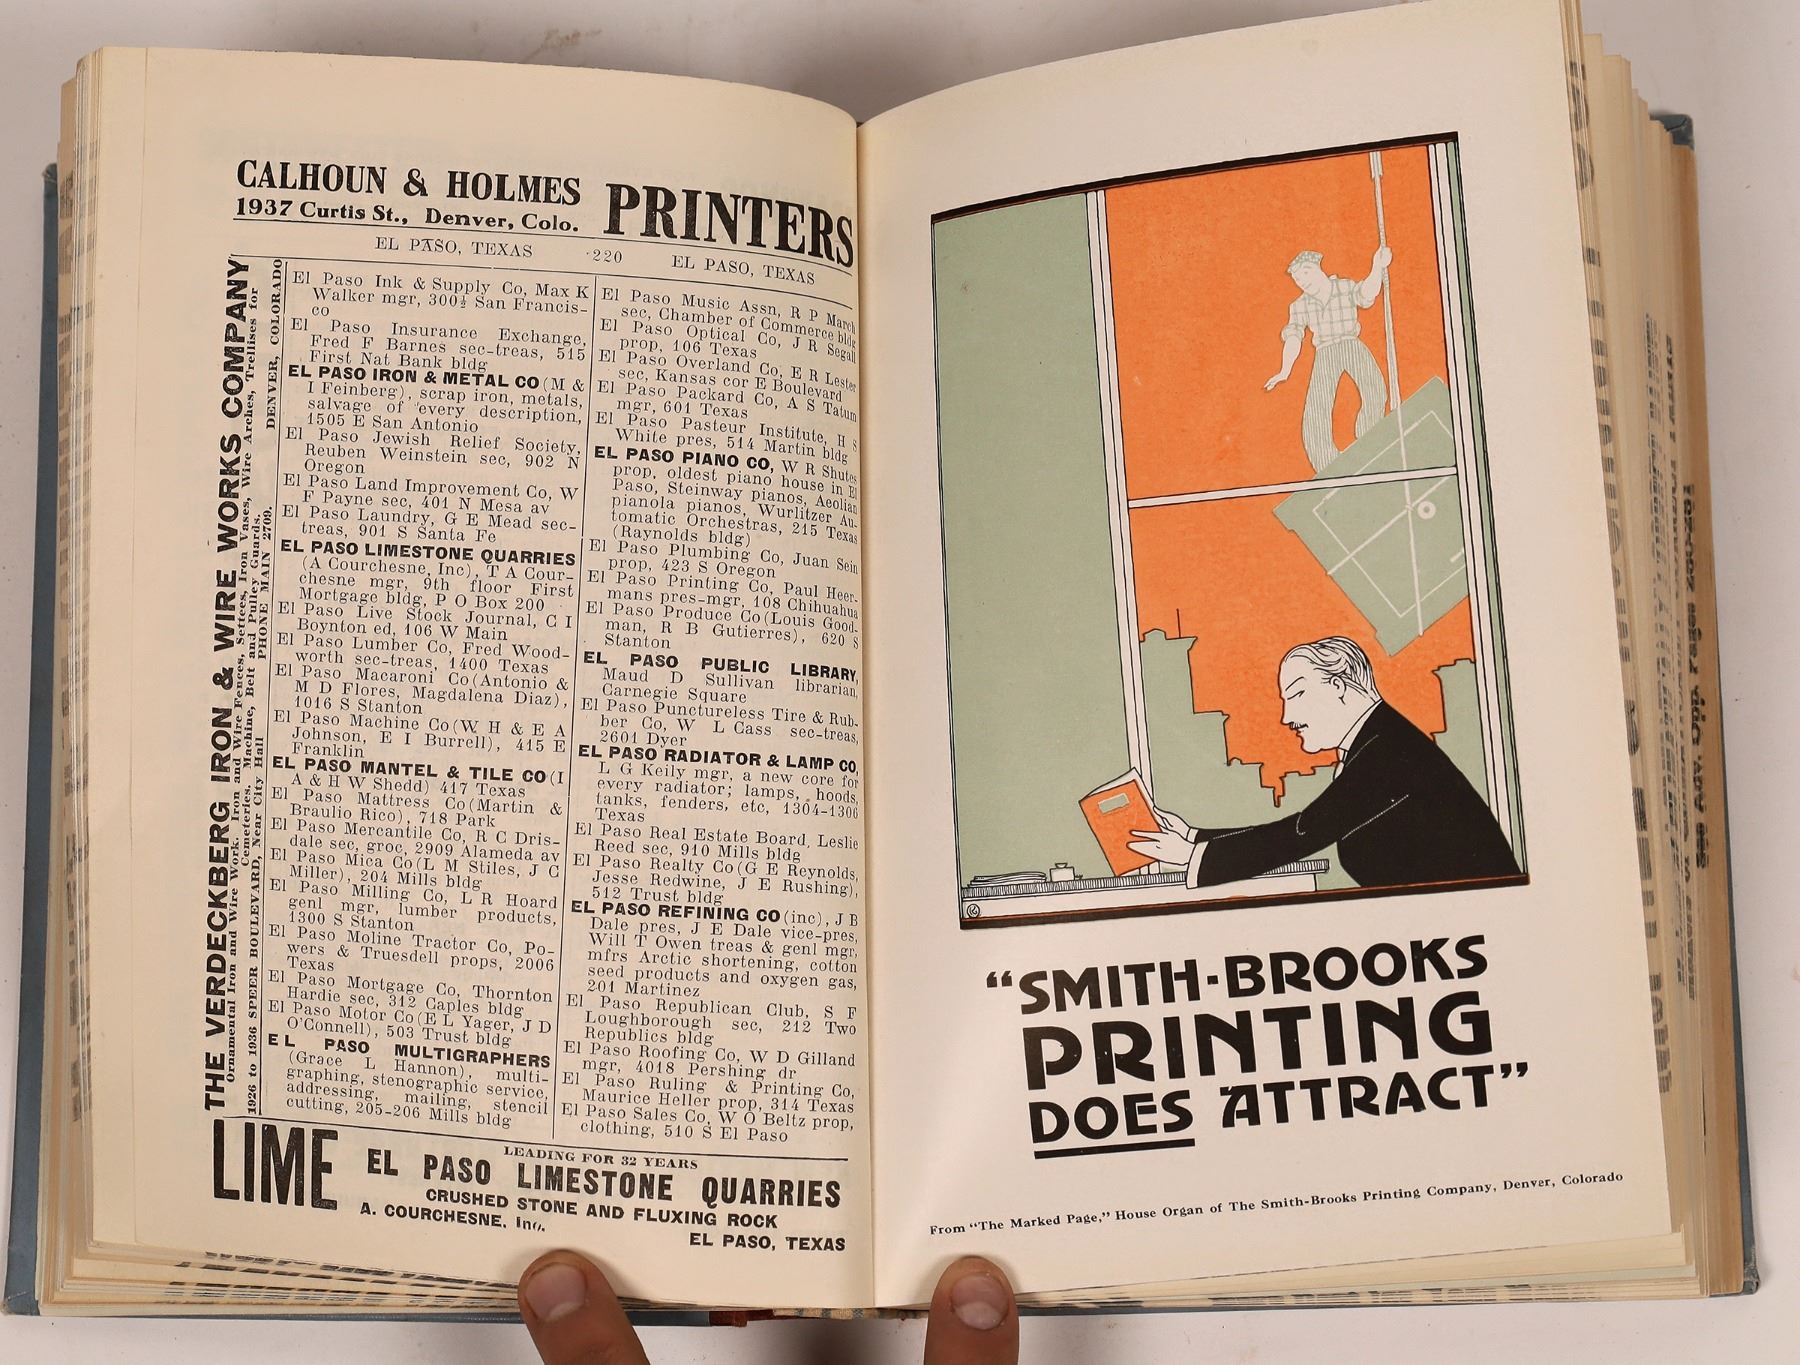 CALHOUN & HOLMES PRINTERS
1937 Curtis St., Denver, Colo.
EL PASO, TEXAS 220 EL PASO, TEXAS
THE VERDECKBERG IRON & WIRE WORKS COMPANY
Ornamental Iron and Wire Work. Iron and Wire Fences, Settees, Iron Vases, Wire Arches, Trellises for
Cemeteries. Machine, Belt and Pulley Guards.
1926 to 1936 SPEER BOULEVARD, Near City Hall PHONE MAIN 2709. DENVER, COLORADO
El Paso Ink & Supply Co, Max K
Walker mgr, 300½ San Francis-
co
El Paso Insurance Exchange,
Fred F Barnes sec-treas, 515
First Nat Bank bldg
EL PASO IRON & METAL CO (M &
I Feinberg), scrap iron, metals,
salvage of every description,
1505 E San Antonio
El Paso Jewish Relief Society,
Reuben Weinstein sec, 902 N
Oregon
El Paso Land Improvement Co, W
F Payne sec, 401 N Mesa av
El Paso Laundry, G E Mead sec-
treas, 901 S Santa Fe
EL PASO LIMESTONE QUARRIES
(A Courchesne, Inc), T A Cour-
chesne mgr, 9th floor First
Mortgage bldg, P O Box 200
El Paso Live Stock Journal, C I
Boynton ed, 106 W Main
El Paso Lumber Co, Fred Wood-
worth sec-treas, 1400 Texas
El Paso Macaroni Co (Antonio &
M D Flores, Magdalena Diaz),
1016 S Stanton
El Paso Machine Co (W H & E A
Johnson, E I Burrell), 415 E
Franklin
EL PASO MANTEL & TILE CO (I
A & H W Shedd) 417 Texas
El Paso Mattress Co (Martin &
Braulio Rico), 718 Park
El Paso Mercantile Co, R C Dris-
dale sec, groc, 2909 Alameda av
El Paso Mica Co (L M Stiles, J C
Miller), 204 Mills bldg
El Paso Milling Co, L R Hoard
genl mgr, lumber products,
1300 S Stanton
El Paso Moline Tractor Co, Po-
wers & Truesdell props, 2006
Texas
El Paso Mortgage Co, Thornton
Hardie sec, 312 Caples bldg
El Paso Motor Co (E L Yager, J D
O'Connell), 503 Trust bldg
EL PASO MULTIGRAPHERS
(Grace L Hannon), multi-
graphing, stenographic service,
addressing, mailing, stencil
cutting, 205-206 Mills bldg
El Paso Music Assn, R P March
sec, Chamber of Commerce bldg
El Paso Optical Co, J R Segall
prop, 106 Texas
El Paso Overland Co, E R Lester
sec, Kansas cor E Boulevard
El Paso Packard Co, A S Tatum
mgr, 601 Texas
El Paso Pasteur Institute, H S
White pres, 514 Martin bldg
EL PASO PIANO CO, W R Shutes
prop, oldest piano house in El
Paso, Steinway pianos, Aeolian
pianola pianos, Wurlitzer Au-
tomatic Orchestras, 215 Texas
(Raynolds bldg)
El Paso Plumbing Co, Juan Sein
prop, 423 S Oregon
El Paso Printing Co, Paul Heer-
mans pres-mgr, 108 Chihuahua
El Paso Produce Co (Louis Good-
man, R B Gutierres), 620 S
Stanton
EL PASO PUBLIC LIBRARY,
Maud D Sullivan librarian,
Carnegie Square
El Paso Punctureless Tire & Rub-
ber Co, W L Cass sec-treas,
2601 Dyer
EL PASO RADIATOR & LAMP CO,
L G Keily mgr, a new core for
every radiator; lamps, hoods,
tanks, fenders, etc, 1304-1306
Texas
El Paso Real Estate Board, Leslie
Reed sec, 910 Mills bldg
El Paso Realty Co (G E Reynolds,
Jesse Redwine, J E Rushing),
512 Trust bldg
EL PASO REFINING CO (inc), J B
Dale pres, J E Dale vice-pres,
Will T Owen treas & genl mgr,
mfrs Arctic shortening, cotton
seed products and oxygen gas,
201 Martinez
El Paso Republican Club, S F
Loughborough sec, 212 Two
Republics bldg
El Paso Roofing Co, W D Gilland
mgr, 4018 Pershing dr
El Paso Ruling & Printing Co,
Maurice Heller prop, 314 Texas
El Paso Sales Co, W O Beltz prop,
clothing, 510 S El Paso
LIME
LEADING FOR 32 YEARS
EL PASO LIMESTONE QUARRIES
CRUSHED STONE AND FLUXING ROCK
A. COURCHESNE, Inc.
EL PASO, TEXAS
"SMITH-BROOKS
PRINTING
DOES ATTRACT"
From "The Marked Page," House Organ of The Smith-Brooks Printing Company, Denver, Colorado